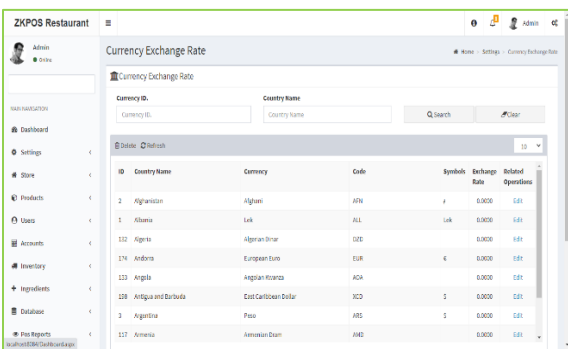 ZKPOS Restaurant
Admin
Admin
Online
Currency Exchange Rate
Home > Settings > Currency Exchange Rate
Currency Exchange Rate
Currency ID. Country Name
Currency ID. Country Name Search Clear
MAIN NAVIGATION
Dashboard
Settings
Store
Products
Users
Accounts
Inventory
Ingredients
Database
Pos Reports
Delete Refresh 10
ID Country Name Currency Code Symbols Exchange Rate Related Operations
2 Afghanistan Afghani AFN 0.0000 Edit
1 Albania Lek ALL Lek 0.0000 Edit
132 Algeria Algerian Dinar DZD 0.0000 Edit
174 Andorra European Euro EUR € 0.0000 Edit
133 Angola Angolan Kwanza AOA 0.0000 Edit
Antigua and Barbuda East Caribbean Dollar XCD $ 0.0000 Edit
3 Argentina Peso ARS $ 0.0000 Edit
117 Armenia Armenian Dram AMD 0.0000 Edit